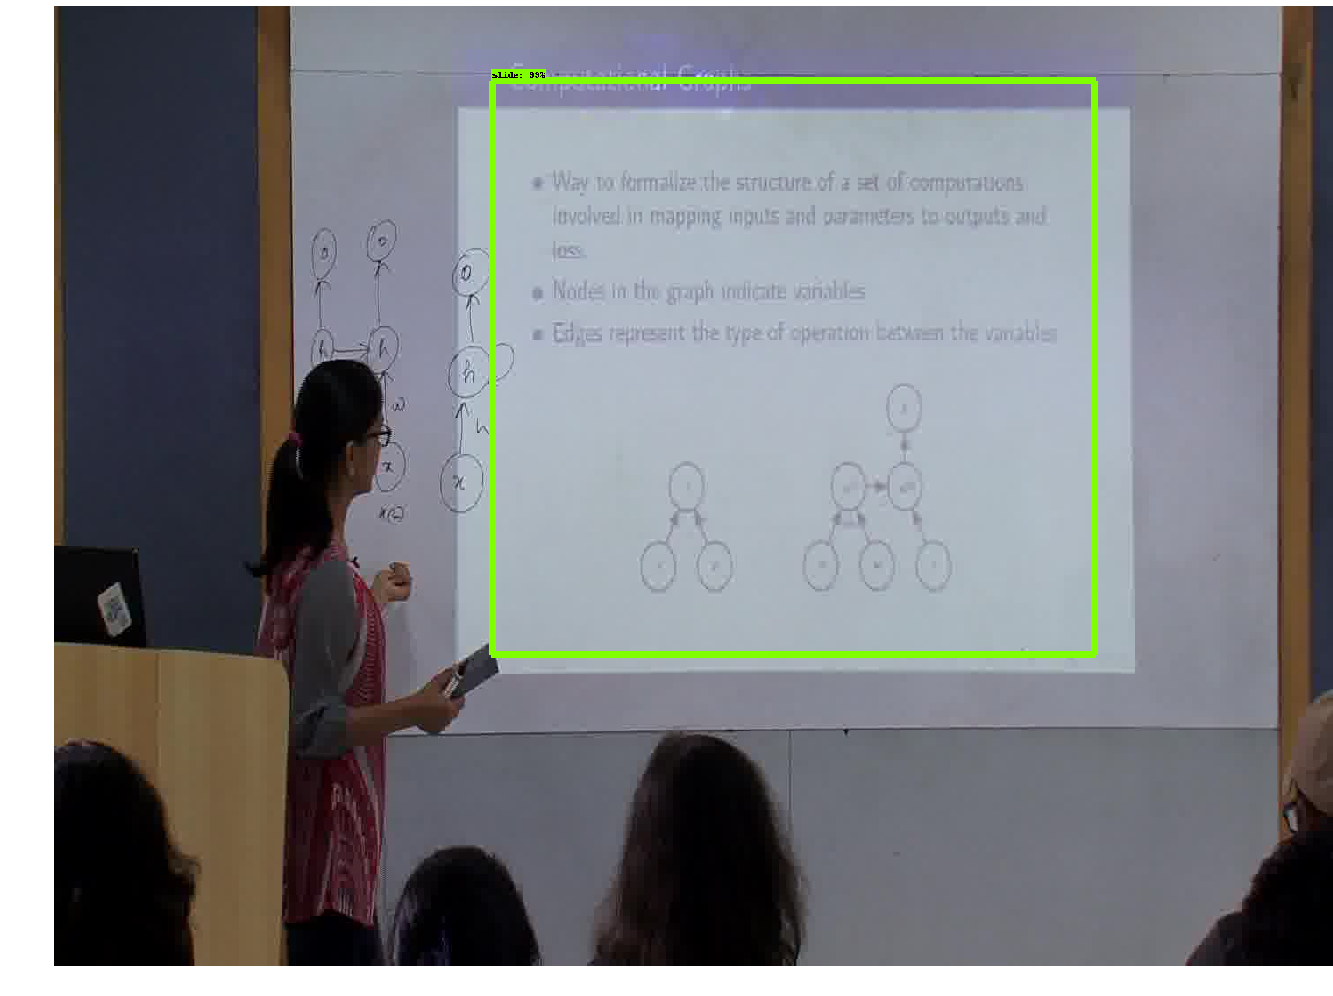 slide: 99%
Computational Graphs
Way to formalize the structure of a set of computations
involved in mapping inputs and parameters to outputs and
loss.
Nodes in the graph indicate variables
Edges represent the type of operation between the variables
o o o
h h h
x x